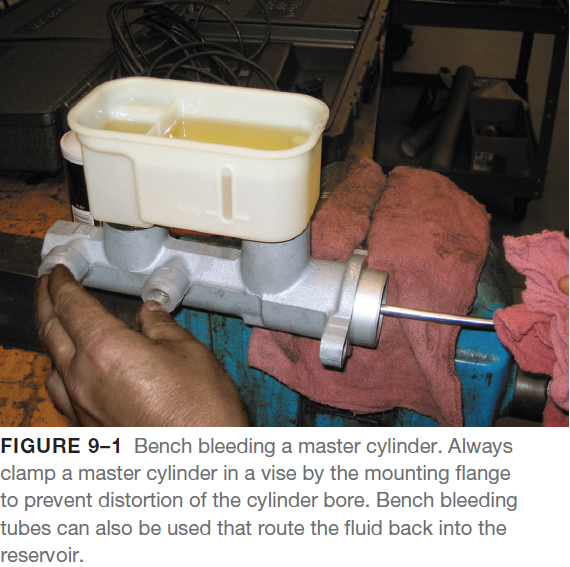 FIGURE 9–1 Bench bleeding a master cylinder. Always
clamp a master cylinder in a vise by the mounting flange
to prevent distortion of the cylinder bore. Bench bleeding
tubes can also be used that route the fluid back into the
reservoir.